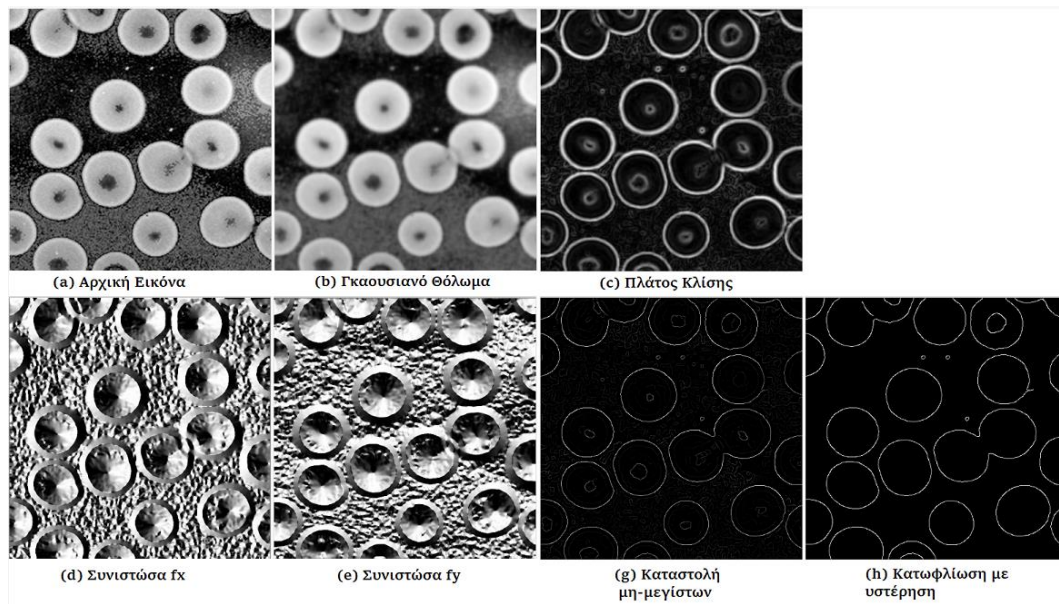 (a) Αρχική Εικόνα
(b) Γκαουσιανό Θόλωμα
(c) Πλάτος Κλίσης
(d) Συνιστώσα fx
(e) Συνιστώσα fy
(g) Καταστολή
μη-μεγίστων
(h) Κατωφλίωση με
υστέρηση